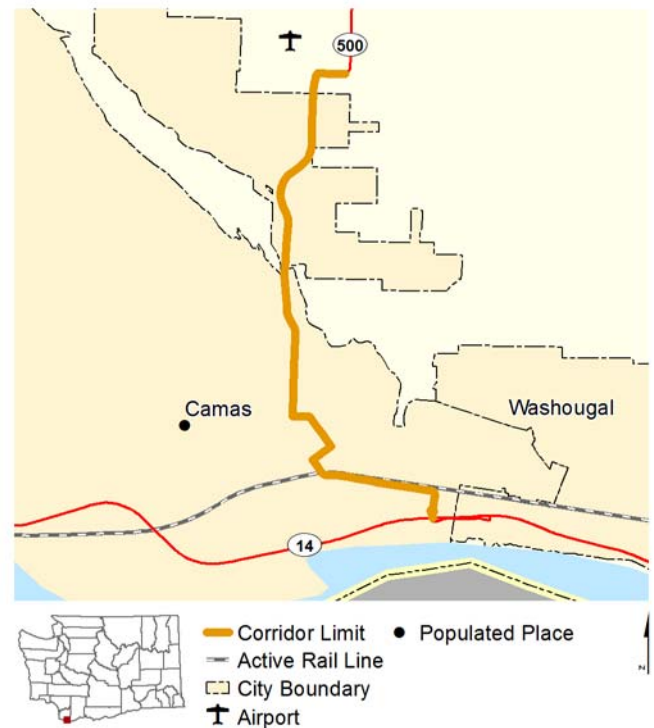 500
Camas
Washougal
14
Corridor Limit
Populated Place
Active Rail Line
City Boundary
Airport
N